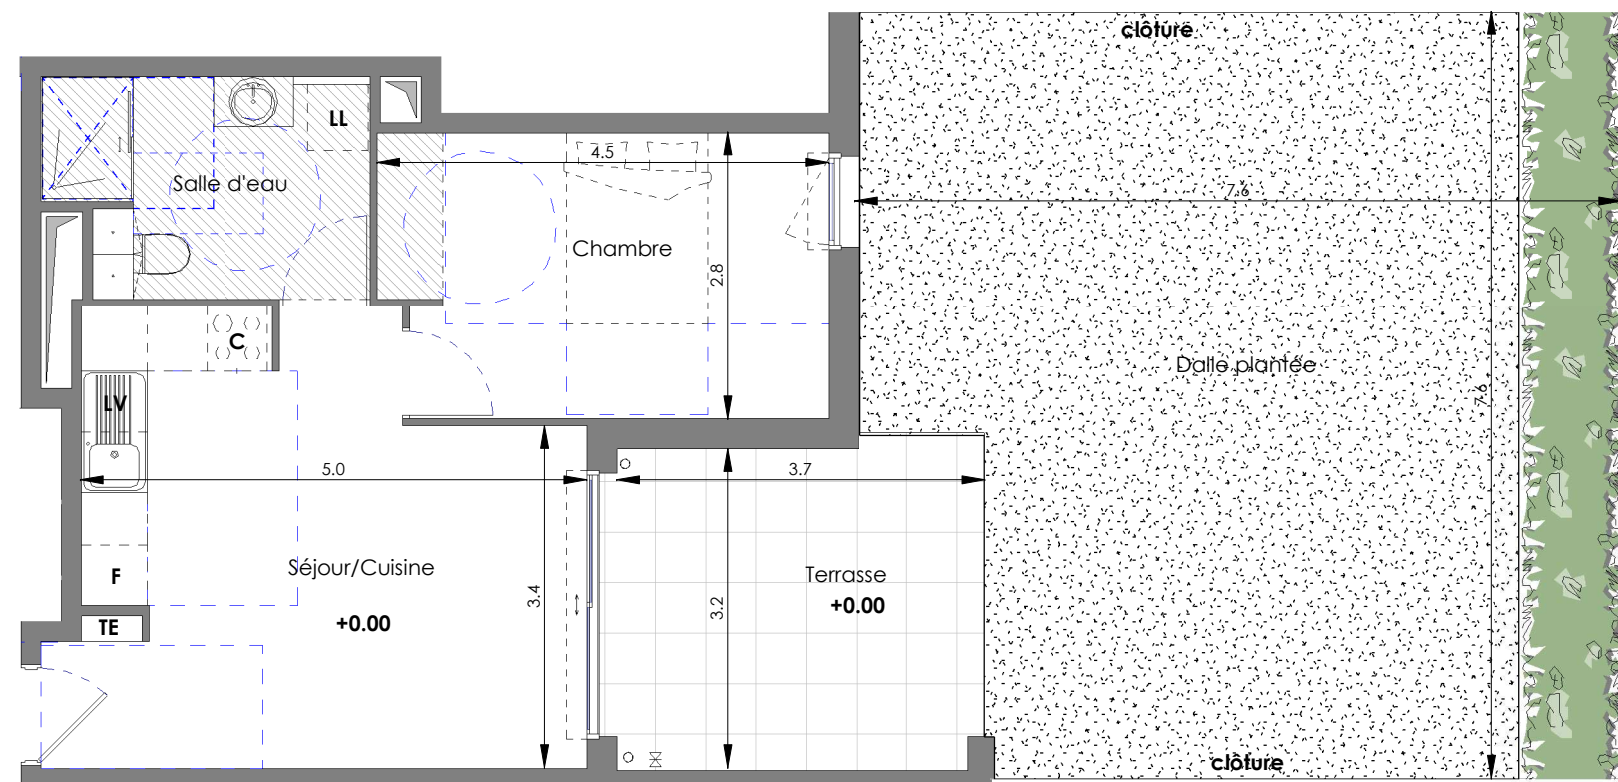 clôture
LL
4.5
Salle d'eau
7.6
Chambre
2.8
C
Dalle plantée
7.6
LV
5.0
3.7
Séjour/Cuisine
+0.00
F
3.4
3.2
Terrasse
+0.00
TE
clôture